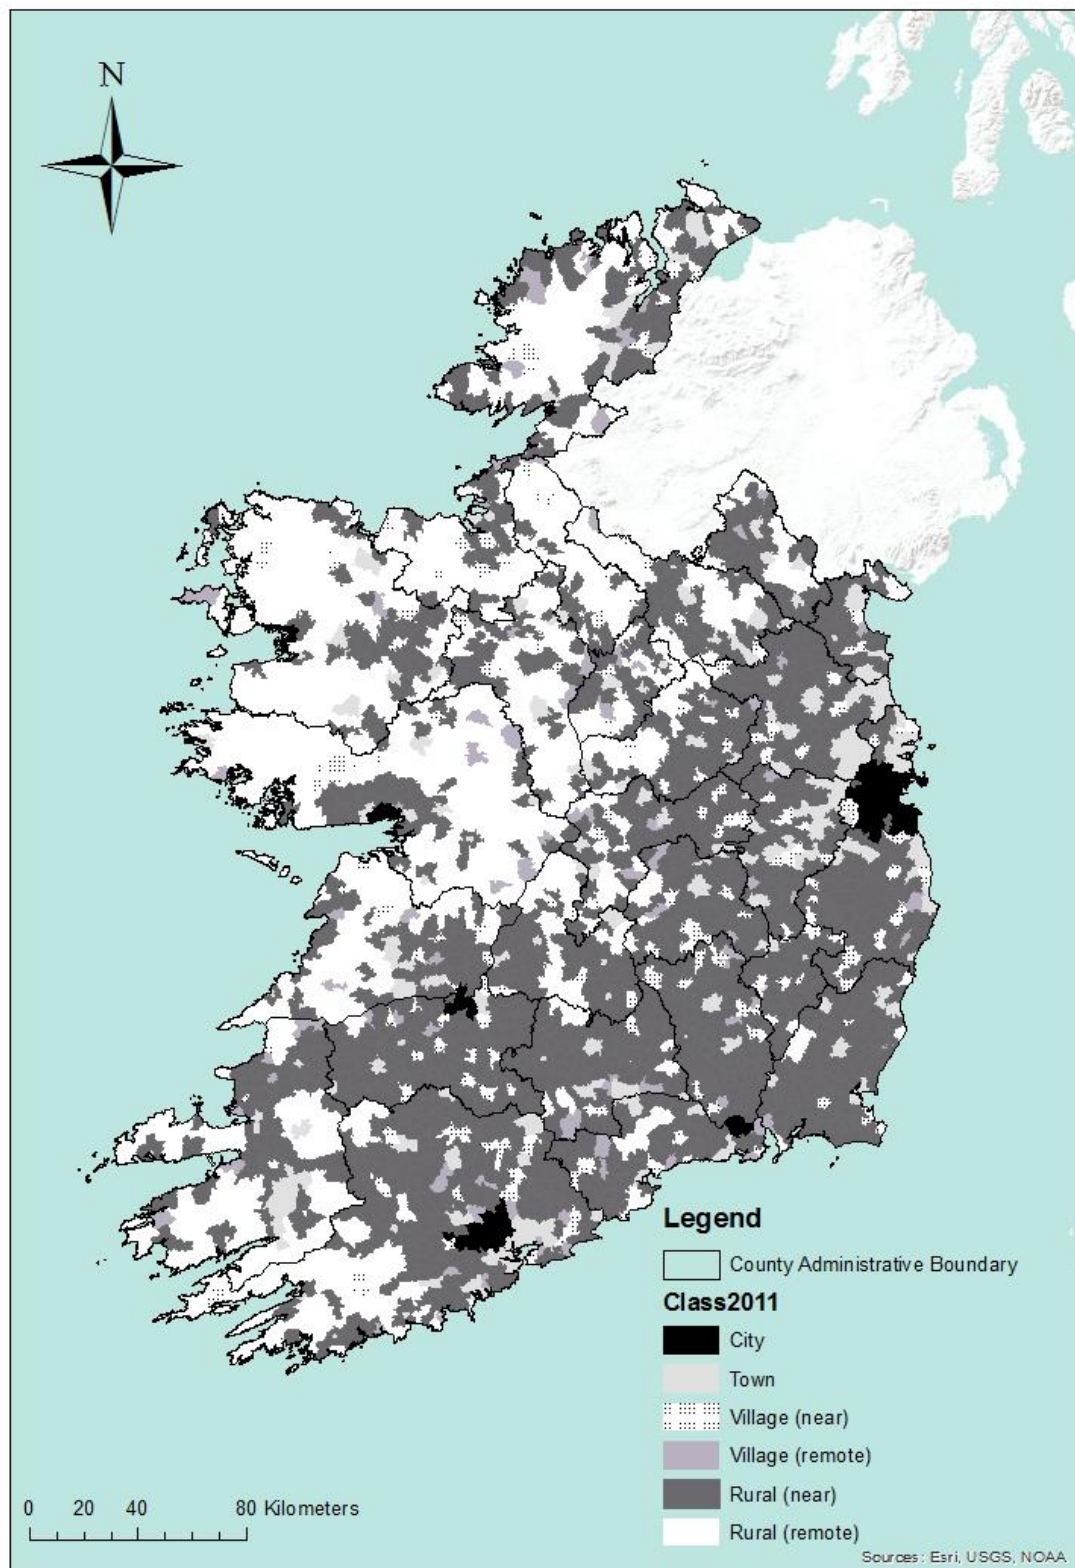 N
Legend
County Administrative Boundary
Class2011
City
Town
Village (near)
Village (remote)
Rural (near)
Rural (remote)
0 20 40 80 Kilometers
Sources: Esri, USGS, NOAA